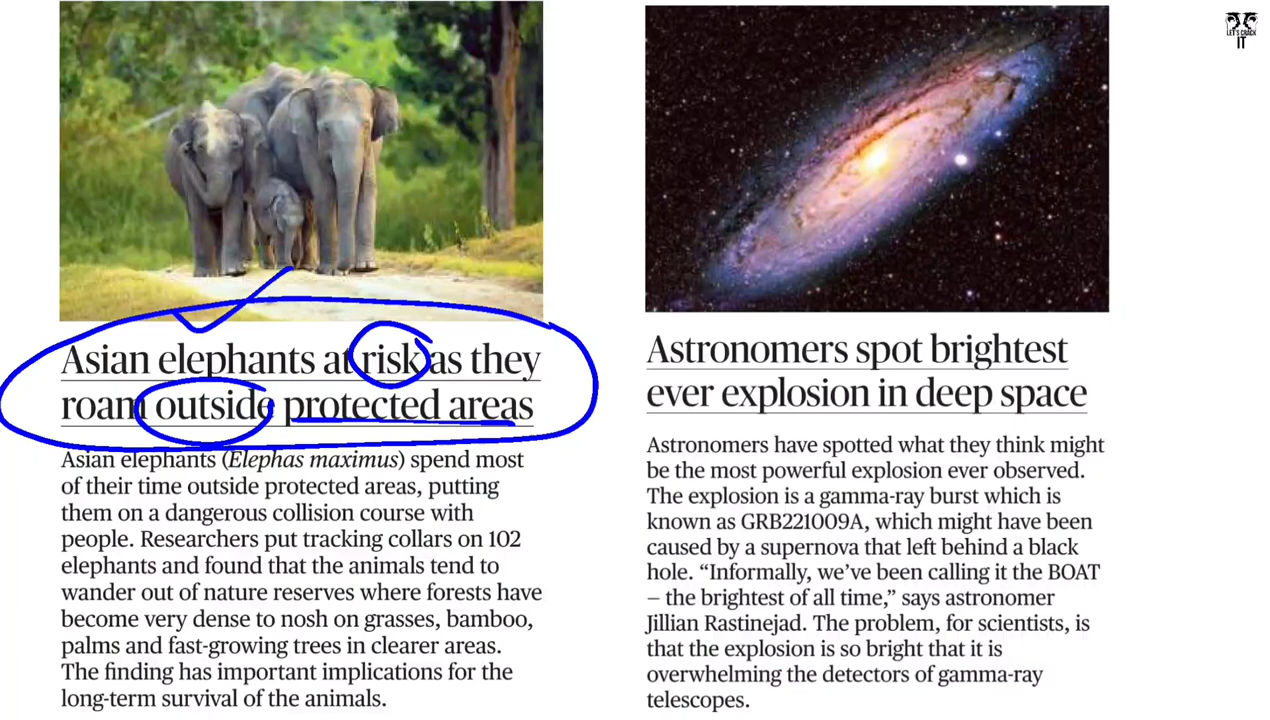 LET'S CRACK
IT
Asian elephants at risk as they
roam outside protected areas
Asian elephants (Elephas maximus) spend most
of their time outside protected areas, putting
them on a dangerous collision course with
people. Researchers put tracking collars on 102
elephants and found that the animals tend to
wander out of nature reserves where forests have
become very dense to nosh on grasses, bamboo,
palms and fast-growing trees in clearer areas.
The finding has important implications for the
long-term survival of the animals.
Astronomers spot brightest
ever explosion in deep space
Astronomers have spotted what they think might
be the most powerful explosion ever observed.
The explosion is a gamma-ray burst which is
known as GRB221009A, which might have been
caused by a supernova that left behind a black
hole. “Informally, we’ve been calling it the BOAT
– the brightest of all time,” says astronomer
Jillian Rastinejad. The problem, for scientists, is
that the explosion is so bright that it is
overwhelming the detectors of gamma-ray
telescopes.